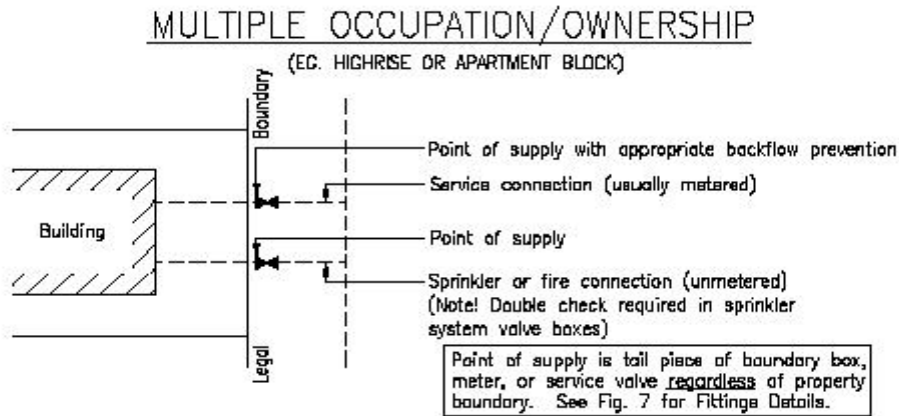 MULTIPLE OCCUPATION/OWNERSHIP
(EG. HIGHRISE OR APARTMENT BLOCK)
Boundary
Point of supply with appropriate backflow prevention
Service connection (usually metered)
Building
Point of supply
Sprinkler or fire connection (unmetered)
(Note! Double check required in sprinkler
system valve boxes)
Legal
Point of supply is tail piece of boundary box,
meter, or service valve regardless of property
boundary. See Fig. 7 for Fittings Details.